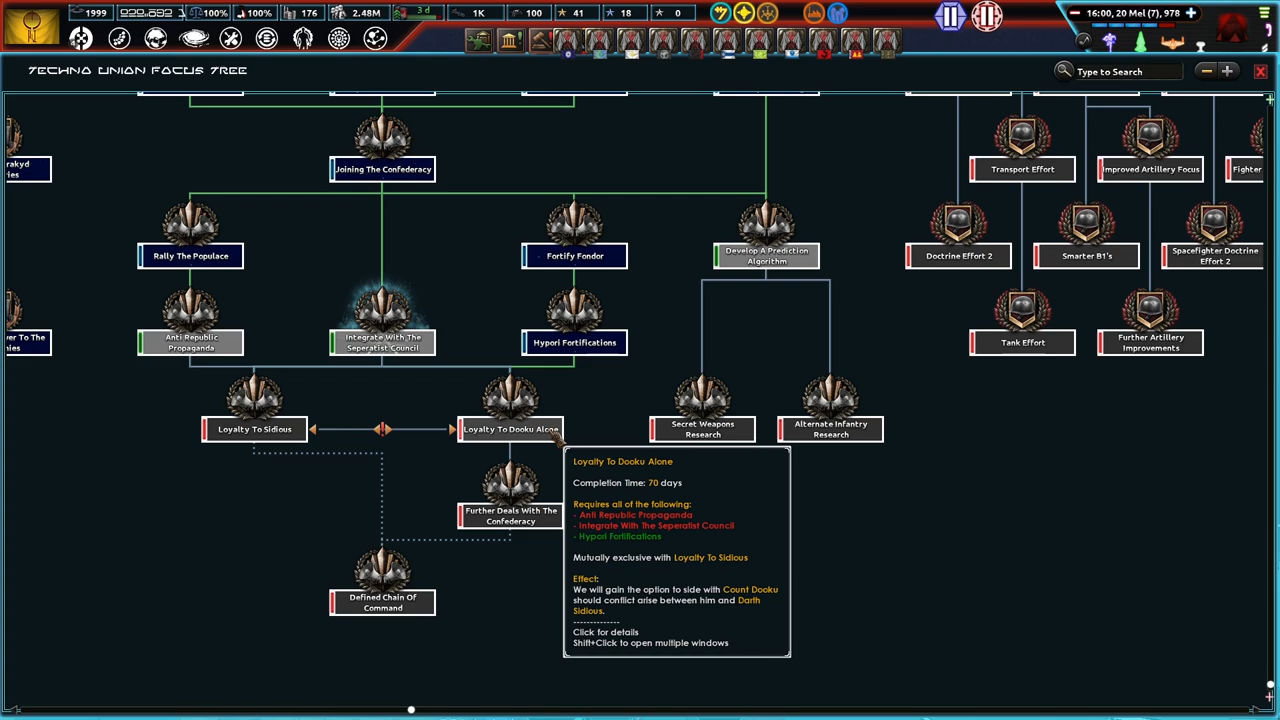 1999
100%
100%
176
2.48M
3 d
1K
100
41
18
0
16:00, 20 Mel (7), 978
TECHNO UNION FOCUS TREE
Type to Search
Joining The Confederacy
Transport Effort
Improved Artillery Focus
Fighter
Rally The Populace
Fortify Fondor
Develop A Prediction
Algorithm
Doctrine Effort 2
Smarter B1's
Spacefighter Doctrine
Effort 2
Anti Republic
Propaganda
Integrate With The
Seperatist Council
Hypori Fortifications
Tank Effort
Further Artillery
Improvements
Loyalty To Sidious
Loyalty To Dooku Alone
Secret Weapons
Research
Alternate Infantry
Research
Further Deals With The
Confederacy
Defined Chain Of
Command
Loyalty To Dooku Alone
Completion Time: 70 days
Requires all of the following:
- Anti Republic Propaganda
- Integrate With The Seperatist Council
- Hypori Fortifications
Mutually exclusive with Loyalty To Sidious
Effect:
We will gain the option to side with Count Dooku
should conflict arise between him and Darth
Sidious.
--------------
Click for details
Shift+Click to open multiple windows